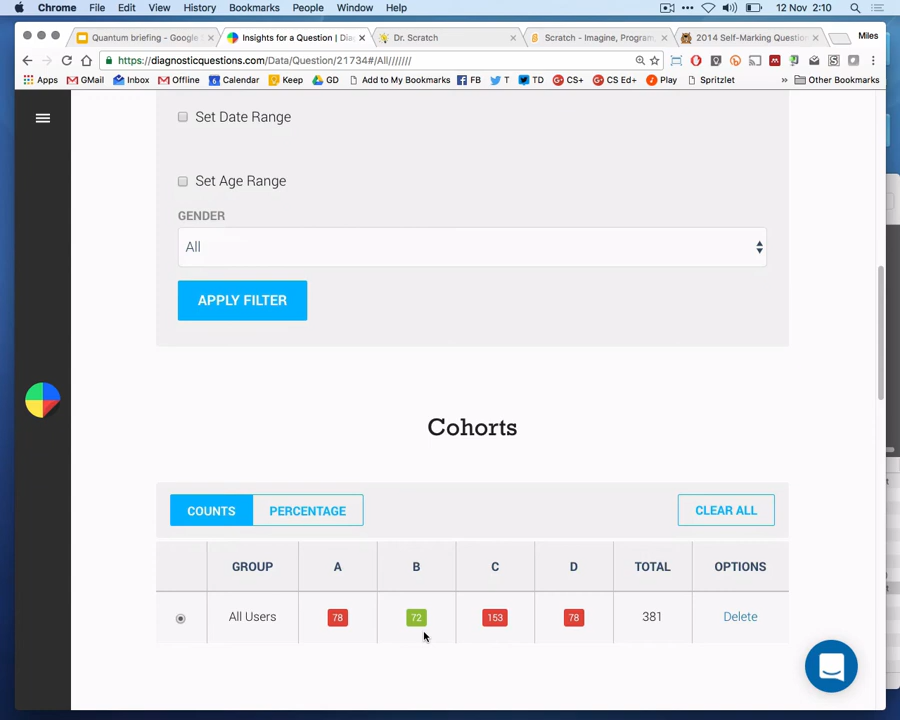 Chrome File Edit View History Bookmarks People Window Help 12 Nov 2:10
Quantum briefing - Google Insights for a Question | Dia Dr. Scratch Scratch - Imagine, Program, 2014 Self-Marking Question Miles
https://diagnosticquestions.com/Data/Question/21734#/All///////
Apps GMail Inbox Offline Calendar Keep GD Add to My Bookmarks FB T TD CS+ CS Ed+ Play Spritzlet » Other Bookmarks
Set Date Range
Set Age Range
GENDER
All
APPLY FILTER
Cohorts
COUNTS PERCENTAGE CLEAR ALL
GROUP A B C D TOTAL OPTIONS
All Users 78 72 153 78 381 Delete